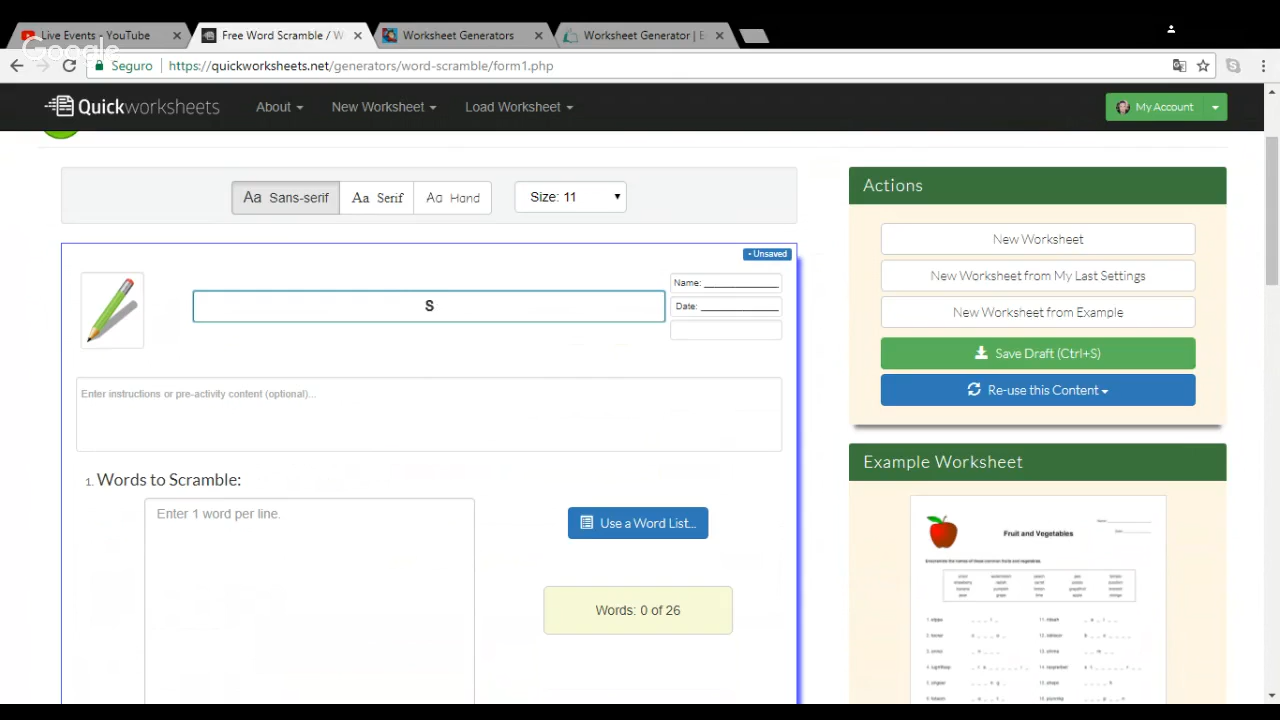 Live Events - YouTube
Free Word Scramble / W
Worksheet Generators
Worksheet Generator | E
Google
Seguro
https://quickworksheets.net/generators/word-scramble/form1.php
Quickworksheets
About
New Worksheet
Load Worksheet
My Account
Aa Sans-serif
Aa Serif
Aa Hand
Size: 11
Actions
New Worksheet
New Worksheet from My Last Settings
New Worksheet from Example
Save Draft (Ctrl+S)
Re-use this Content
- Unsaved
S
Name: ______________
Date: ______________
Enter instructions or pre-activity content (optional)...
1. Words to Scramble:
Enter 1 word per line.
Use a Word List...
Words: 0 of 26
Example Worksheet
Fruit and Vegetables